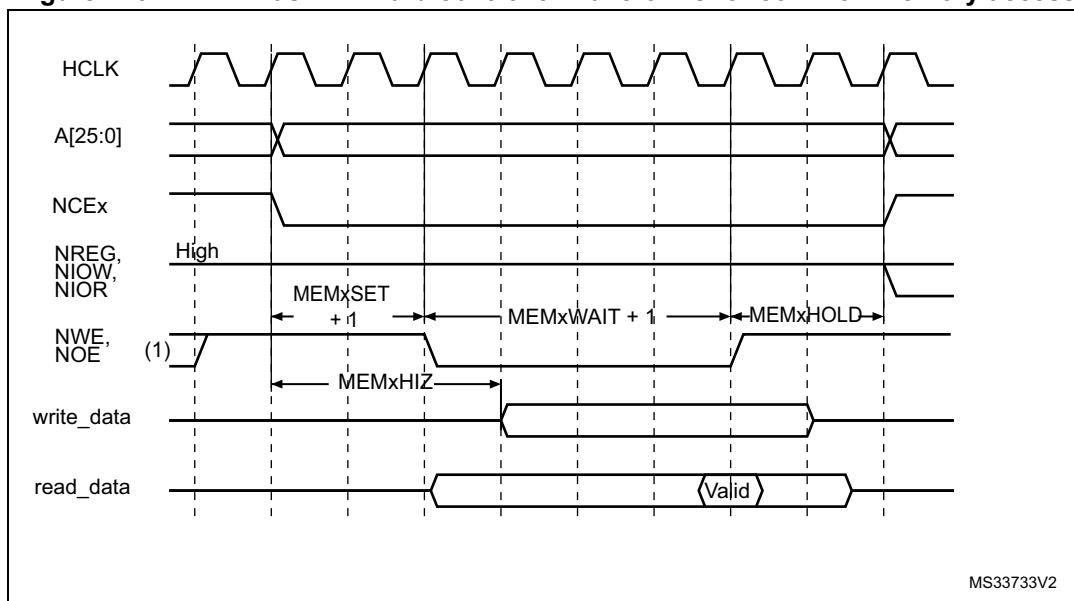 HCLK
A[25:0]
NCEx
NREG,
NIOW,
NIOR
High
MEMxSET
+ 1
MEMxWAIT + 1
MEMxHOLD
NWE,
NOE
(1)
MEMxHIZ
write_data
read_data
Valid
MS33733V2